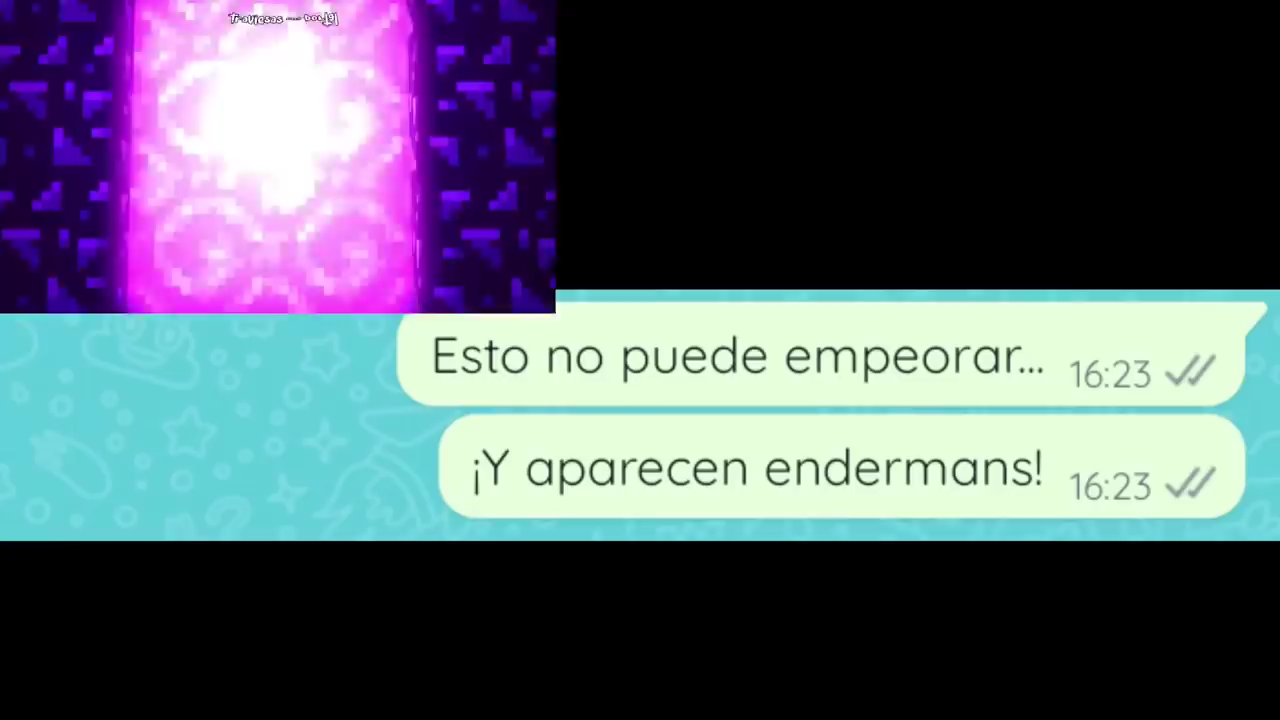 Esto no puede empeorar... 16:23
¡Y aparecen endermans! 16:23